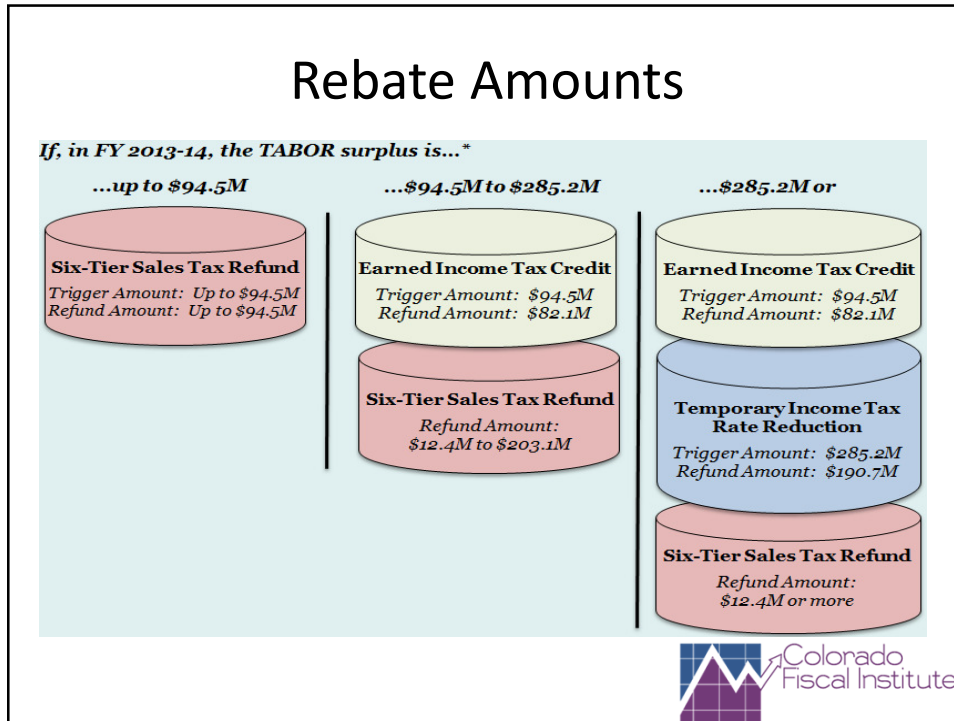 Rebate Amounts
If, in FY 2013-14, the TABOR surplus is...*
...up to $94.5M
...$94.5M to $285.2M
...$285.2M or
Six-Tier Sales Tax Refund
Trigger Amount: Up to $94.5M
Refund Amount: Up to $94.5M
Earned Income Tax Credit
Trigger Amount: $94.5M
Refund Amount: $82.1M
Six-Tier Sales Tax Refund
Refund Amount:
$12.4M to $203.1M
Earned Income Tax Credit
Trigger Amount: $94.5M
Refund Amount: $82.1M
Temporary Income Tax
Rate Reduction
Trigger Amount: $285.2M
Refund Amount: $190.7M
Six-Tier Sales Tax Refund
Refund Amount:
$12.4M or more
Colorado
Fiscal Institute